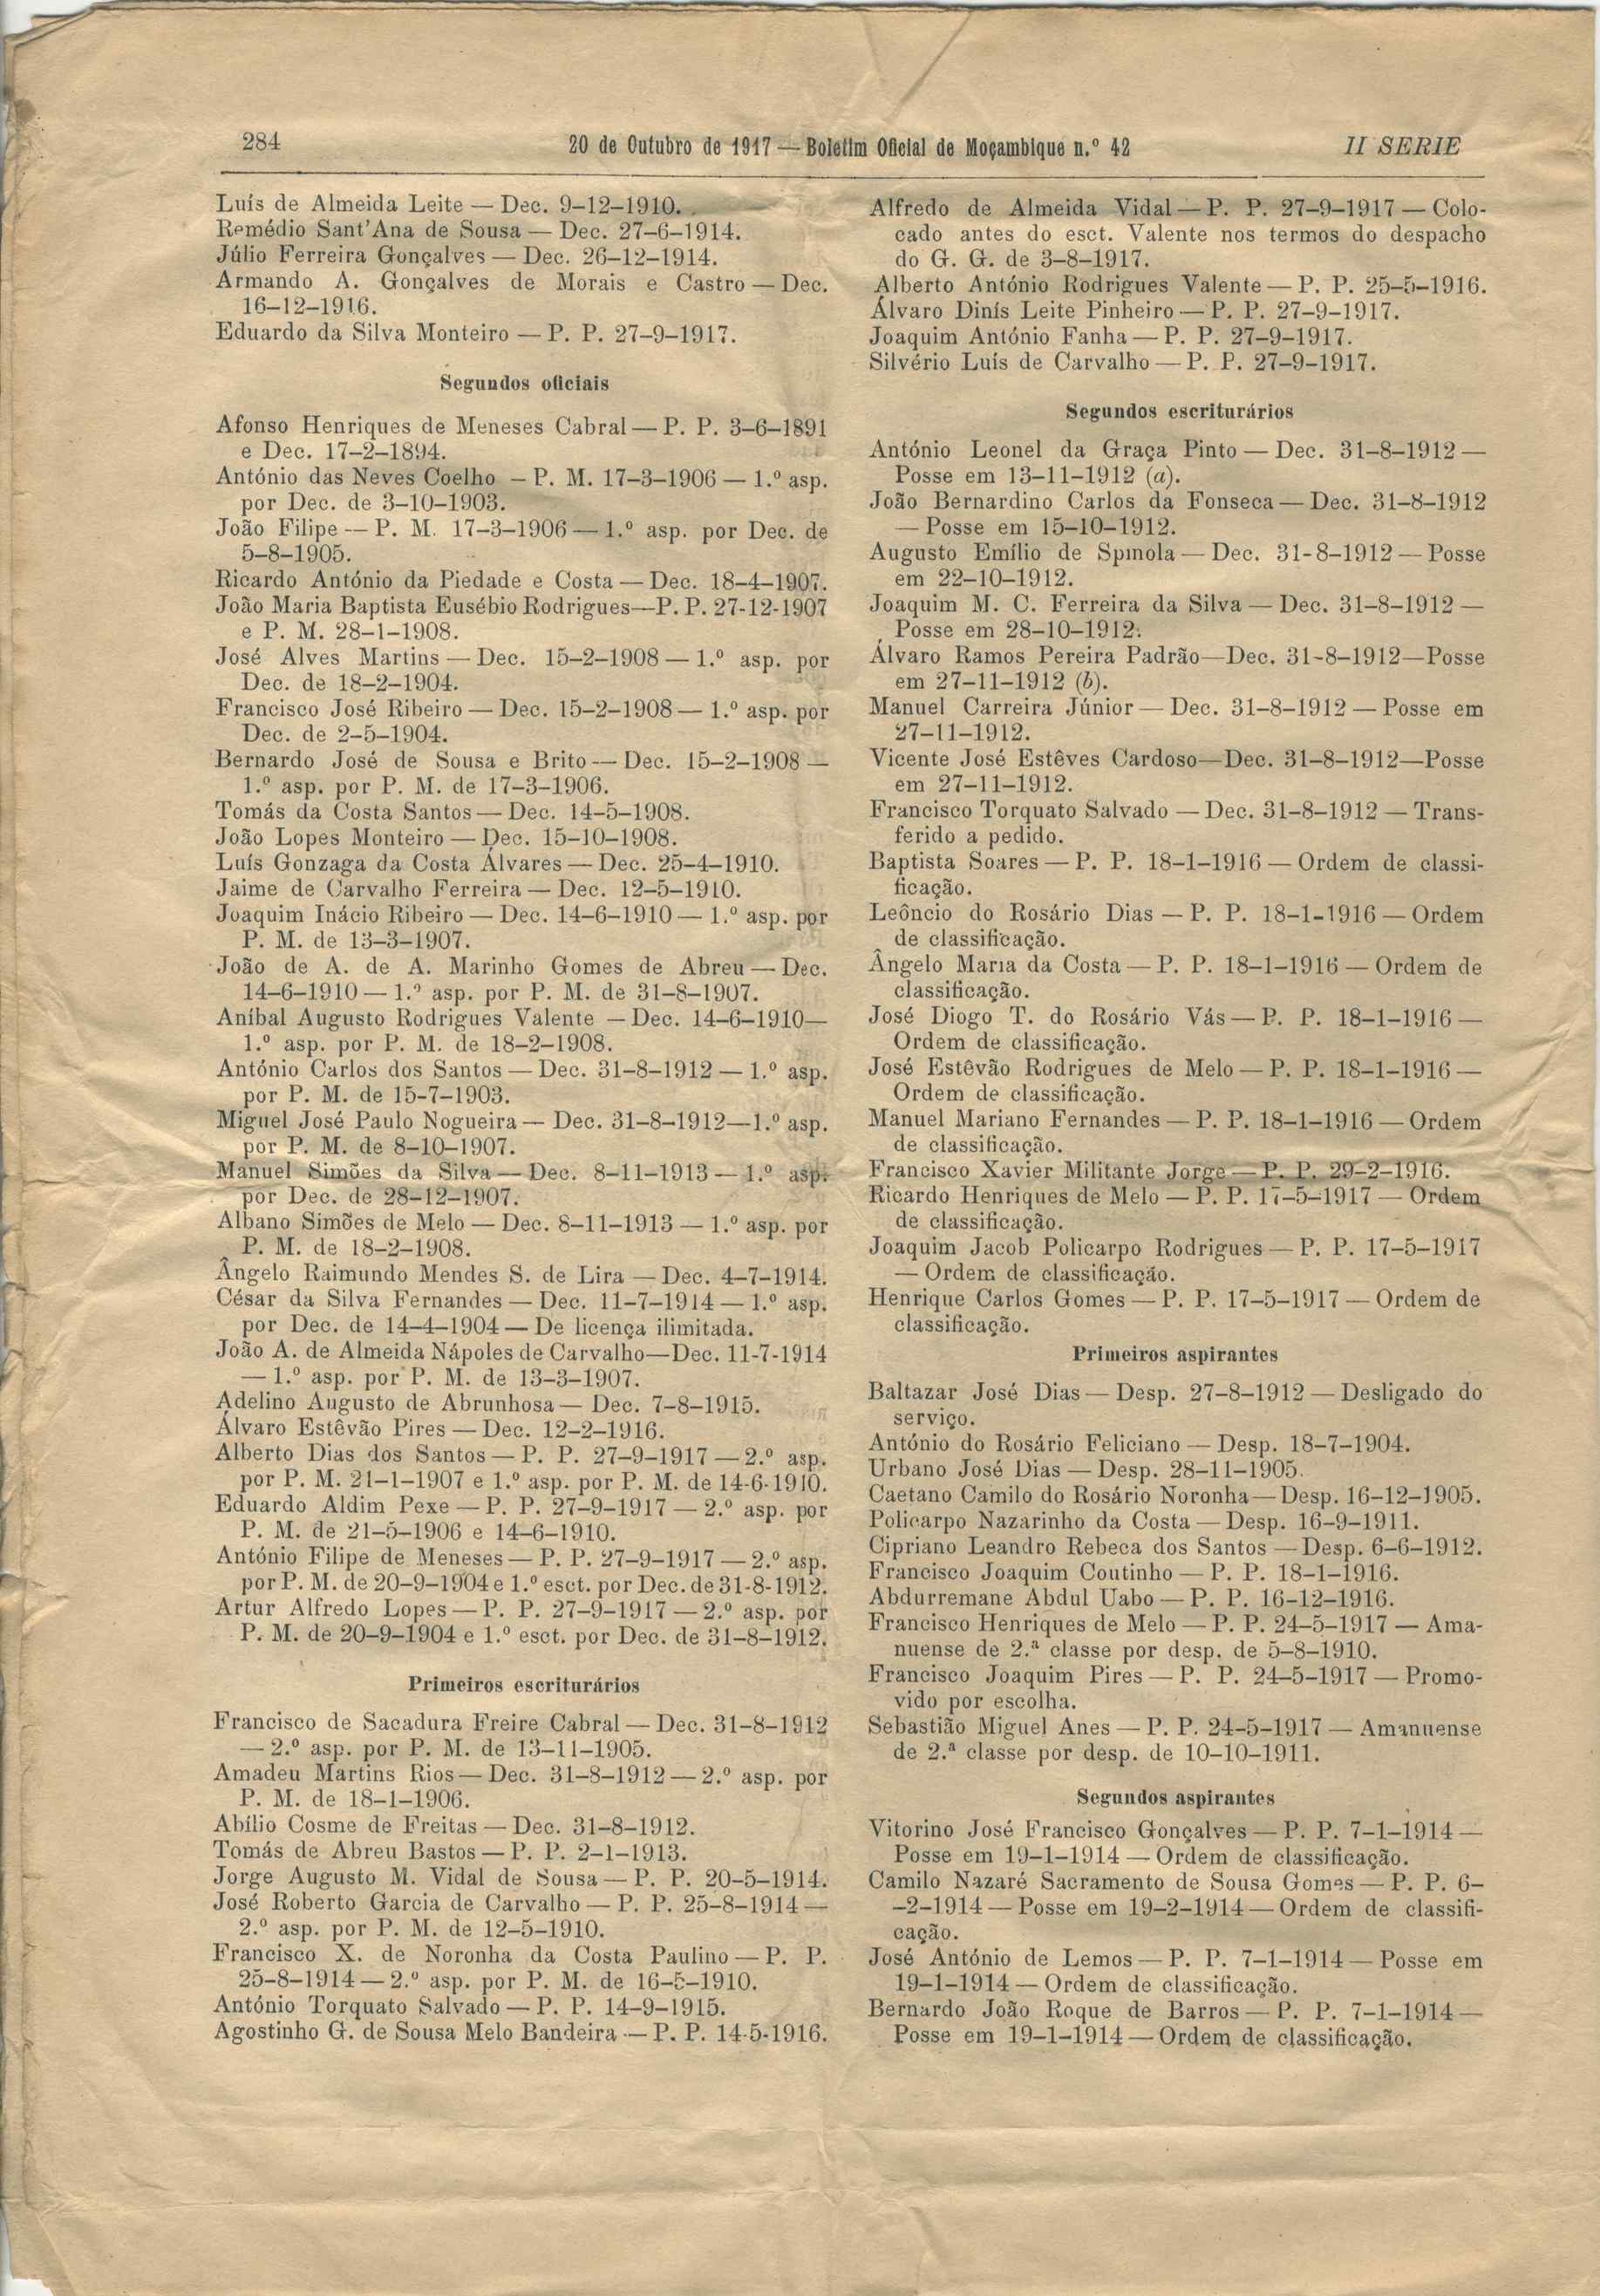 284
20 de Outubro de 1917 — Boletim Oficial de Moçambique n.º 42
II SERIE
Luís de Almeida Leite — Dec. 9–12–1910.
Remédio Sant'Ana de Sousa — Dec. 27–6–1914.
Júlio Ferreira Gonçalves — Dec. 26–12–1914.
Armando A. Gonçalves de Morais e Castro — Dec.
16–12–1916.
Eduardo da Silva Monteiro — P. P. 27–9–1917.
Segundos oficiais
Afonso Henriques de Meneses Cabral — P. P. 3–6–1891
e Dec. 17–2–1894.
António das Neves Coelho — P. M. 17–3–1906 — 1.º asp.
por Dec. de 3–10–1903.
João Filipe — P. M. 17–3–1906 — 1.º asp. por Dec. de
5–8–1905.
Ricardo António da Piedade e Costa — Dec. 18–4–1907.
João Maria Baptista Eusébio Rodrigues—P. P. 27-12-1907
e P. M. 28–1–1908.
José Alves Martins — Dec. 15–2–1908 — 1.º asp. por
Dec. de 18–2–1904.
Francisco José Ribeiro — Dec. 15–2–1908 — 1.º asp. por
Dec. de 2–5–1904.
Bernardo José de Sousa e Brito — Dec. 15–2–1908 —
1.º asp. por P. M. de 17–3–1906.
Tomás da Costa Santos — Dec. 14–5–1908.
João Lopes Monteiro — Dec. 15–10–1908.
Luís Gonzaga da Costa Álvares — Dec. 25–4–1910.
Jaime de Carvalho Ferreira — Dec. 12–5–1910.
Joaquim Inácio Ribeiro — Dec. 14–6–1910 — 1.º asp. por
P. M. de 13–3–1907.
João de A. de A. Marinho Gomes de Abreu — Dec.
14–6–1910 — 1.º asp. por P. M. de 31–8–1907.
Aníbal Augusto Rodrigues Valente — Dec. 14–6–1910—
1.º asp. por P. M. de 18–2–1908.
António Carlos dos Santos — Dec. 31–8–1912 — 1.º asp.
por P. M. de 15–7–1903.
Miguel José Paulo Nogueira — Dec. 31–8–1912—1.º asp.
por P. M. de 8–10–1907.
Manuel Simões da Silva — Dec. 8–11–1913 — 1.º asp.
por Dec. de 28–12–1907.
Albano Simões de Melo — Dec. 8–11–1913 — 1.º asp. por
P. M. de 18–2–1908.
Ângelo Raimundo Mendes S. de Lira — Dec. 4–7–1914.
César da Silva Fernandes — Dec. 11–7–1914 — 1.º asp.
por Dec. de 14–4–1904 — De licença ilimitada.
João A. de Almeida Nápoles de Carvalho—Dec. 11-7-1914
— 1.º asp. por P. M. de 13–3–1907.
Adelino Augusto de Abrunhosa — Dec. 7–8–1915.
Álvaro Estêvão Pires — Dec. 12–2–1916.
Alberto Dias dos Santos — P. P. 27–9–1917 — 2.º asp.
por P. M. 21–1–1907 e 1.º asp. por P. M. de 14-6-1910.
Eduardo Aldim Pexe — P. P. 27–9–1917 — 2.º asp. por
P. M. de 21–5–1906 e 14–6–1910.
António Filipe de Meneses — P. P. 27–9–1917 — 2.º asp.
por P. M. de 20–9–1904 e 1.º esct. por Dec. de 31-8-1912.
Artur Alfredo Lopes — P. P. 27–9–1917 — 2.º asp. por
P. M. de 20–9–1904 e 1.º esct. por Dec. de 31–8–1912.
Primeiros escriturários
Francisco de Sacadura Freire Cabral — Dec. 31–8–1912
— 2.º asp. por P. M. de 13–11–1905.
Amadeu Martins Rios — Dec. 31–8–1912 — 2.º asp. por
P. M. de 18–1–1906.
Abílio Cosme de Freitas — Dec. 31–8–1912.
Tomás de Abreu Bastos — P. P. 2–1–1913.
Jorge Augusto M. Vidal de Sousa — P. P. 20–5–1914.
José Roberto Garcia de Carvalho — P. P. 25–8–1914 —
2.º asp. por P. M. de 12–5–1910.
Francisco X. de Noronha da Costa Paulino — P. P.
25–8–1914 — 2.º asp. por P. M. de 16–5–1910.
António Torquato Salvado — P. P. 14–9–1915.
Agostinho G. de Sousa Melo Bandeira — P. P. 14-5-1916.
Alfredo de Almeida Vidal — P. P. 27–9–1917 — Colo-
cado antes do esct. Valente nos termos do despacho
do G. G. de 3–8–1917.
Alberto António Rodrigues Valente — P. P. 25–5–1916.
Álvaro Dinís Leite Pinheiro — P. P. 27–9–1917.
Joaquim António Fanha — P. P. 27–9–1917.
Silvério Luís de Carvalho — P. P. 27–9–1917.
Segundos escriturários
António Leonel da Graça Pinto — Dec. 31–8–1912 —
Posse em 13–11–1912 (a).
João Bernardino Carlos da Fonseca — Dec. 31–8–1912
— Posse em 15–10–1912.
Augusto Emílio de Spinola — Dec. 31-8–1912 — Posse
em 22–10–1912.
Joaquim M. C. Ferreira da Silva — Dec. 31–8–1912 —
Posse em 28–10–1912.
Álvaro Ramos Pereira Padrão—Dec. 31-8–1912—Posse
em 27–11–1912 (b).
Manuel Carreira Júnior — Dec. 31–8–1912 — Posse em
27–11–1912.
Vicente José Estêves Cardoso—Dec. 31–8–1912—Posse
em 27–11–1912.
Francisco Torquato Salvado — Dec. 31–8–1912 — Trans-
ferido a pedido.
Baptista Soares — P. P. 18–1–1916 — Ordem de classi-
ficação.
Leôncio do Rosário Dias — P. P. 18–1–1916 — Ordem
de classificação.
Ângelo Maria da Costa — P. P. 18–1–1916 — Ordem de
classificação.
José Diogo T. do Rosário Vás — P. P. 18–1–1916 —
Ordem de classificação.
José Estêvão Rodrigues de Melo — P. P. 18–1–1916 —
Ordem de classificação.
Manuel Mariano Fernandes — P. P. 18–1–1916 — Ordem
de classificação.
Francisco Xavier Militante Jorge — P. P. 29–2–1916.
Ricardo Henriques de Melo — P. P. 17–5–1917 — Ordem
de classificação.
Joaquim Jacob Policarpo Rodrigues — P. P. 17–5–1917
— Ordem de classificação.
Henrique Carlos Gomes — P. P. 17–5–1917 — Ordem de
classificação.
Primeiros aspirantes
Baltazar José Dias — Desp. 27–8–1912 — Desligado do
serviço.
António do Rosário Feliciano — Desp. 18–7–1904.
Urbano José Dias — Desp. 28–11–1905.
Caetano Camilo do Rosário Noronha—Desp. 16–12–1905.
Policarpo Nazarinho da Costa — Desp. 16–9–1911.
Cipriano Leandro Rebeca dos Santos — Desp. 6–6–1912.
Francisco Joaquim Coutinho — P. P. 18–1–1916.
Abdurremane Abdul Uabo — P. P. 16–12–1916.
Francisco Henriques de Melo — P. P. 24–5–1917 — Ama-
nuense de 2.ª classe por desp. de 5–8–1910.
Francisco Joaquim Pires — P. P. 24–5–1917 — Promo-
vido por escolha.
Sebastião Miguel Anes — P. P. 24–5–1917 — Amanuense
de 2.ª classe por desp. de 10–10–1911.
Segundos aspirantes
Vitorino José Francisco Gonçalves — P. P. 7–1–1914 —
Posse em 19–1–1914 — Ordem de classificação.
Camilo Nazaré Sacramento de Sousa Gomes — P. P. 6–
–2–1914 — Posse em 19–2–1914 — Ordem de classifi-
cação.
José António de Lemos — P. P. 7–1–1914 — Posse em
19–1–1914 — Ordem de classificação.
Bernardo João Roque de Barros — P. P. 7–1–1914 —
Posse em 19–1–1914 — Ordem de classificação.